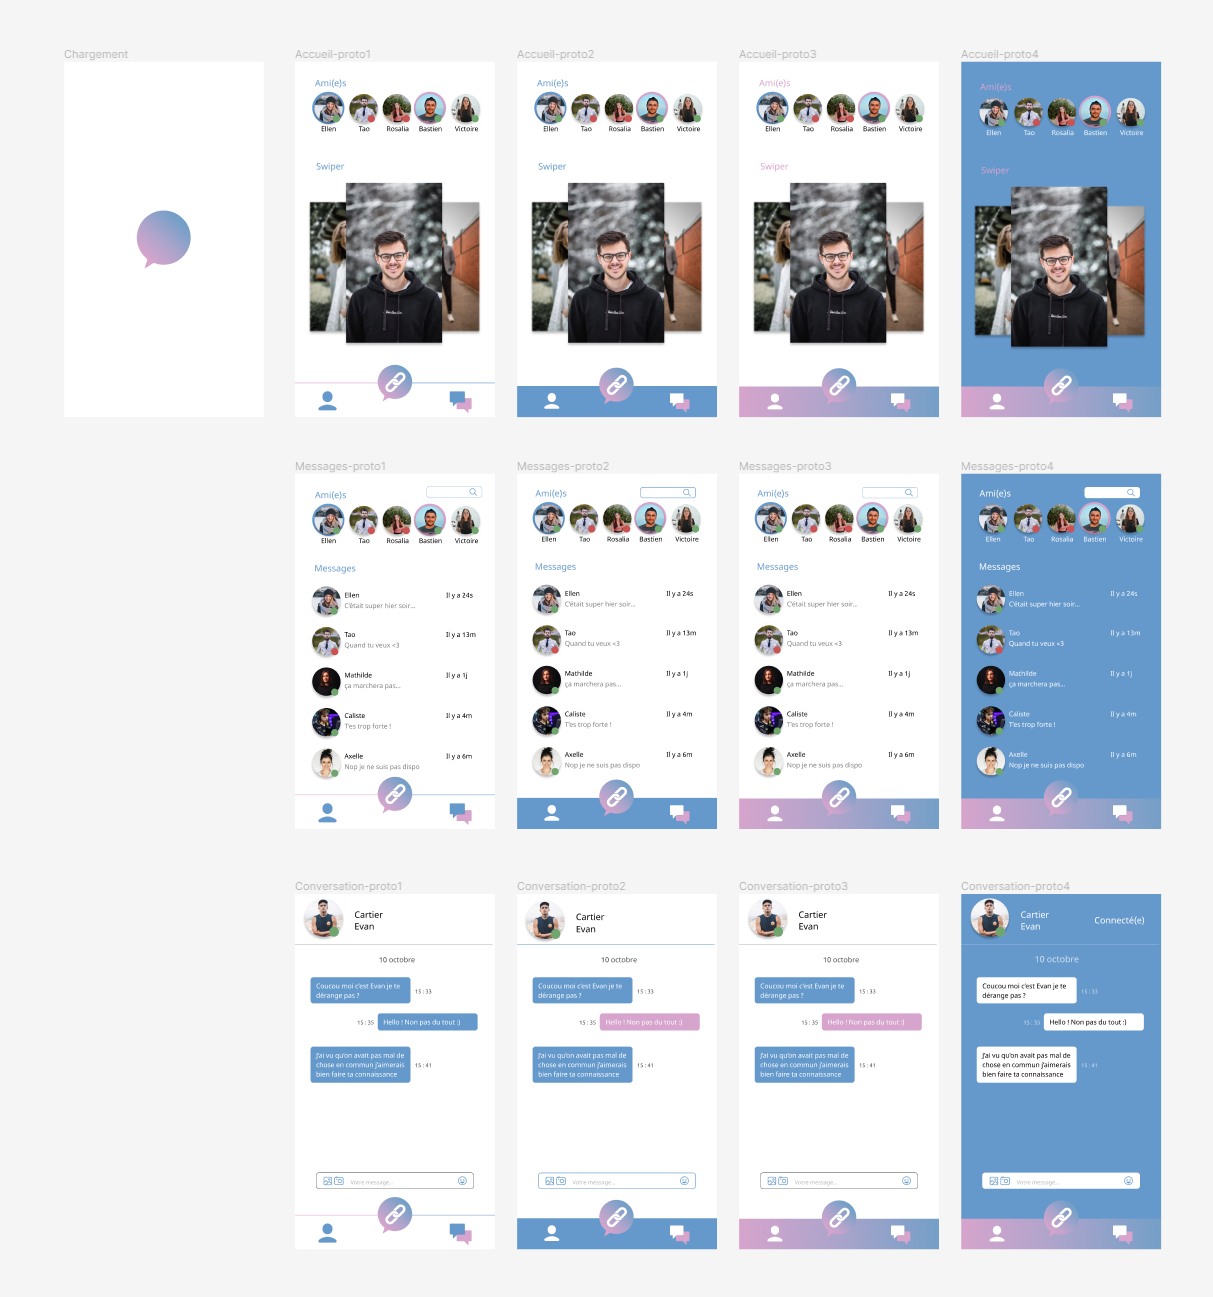 Chargement
Accueil-proto1
Accueil-proto2
Accueil-proto3
Accueil-proto4
Ami(e)s
Ellen Tao Rosalia Bastien Victoire
Swiper
Ami(e)s
Ellen Tao Rosalia Bastien Victoire
Swiper
Ami(e)s
Ellen Tao Rosalia Bastien Victoire
Swiper
Ami(e)s
Ellen Tao Rosalia Bastien Victoire
Swiper
Messages-proto1
Messages-proto2
Messages-proto3
Messages-proto4
Ami(e)s
Ellen Tao Rosalia Bastien Victoire
Messages
Ellen Il y a 24s
C'était super hier soir...
Tao Il y a 13m
Quand tu veux <3
Mathilde Il y a 1j
ça marchera pas...
Caliste Il y a 4m
T'es trop forte !
Axelle Il y a 6m
Nop je ne suis pas dispo
Ami(e)s
Ellen Tao Rosalia Bastien Victoire
Messages
Ellen Il y a 24s
C'était super hier soir...
Tao Il y a 13m
Quand tu veux <3
Mathilde Il y a 1j
ça marchera pas...
Caliste Il y a 4m
T'es trop forte !
Axelle Il y a 6m
Nop je ne suis pas dispo
Ami(e)s
Ellen Tao Rosalia Bastien Victoire
Messages
Ellen Il y a 24s
C'était super hier soir...
Tao Il y a 13m
Quand tu veux <3
Mathilde Il y a 1j
ça marchera pas...
Caliste Il y a 4m
T'es trop forte !
Axelle Il y a 6m
Nop je ne suis pas dispo
Ami(e)s
Ellen Tao Rosalia Bastien Victoire
Messages
Ellen Il y a 24s
C'était super hier soir...
Tao Il y a 13m
Quand tu veux <3
Mathilde Il y a 1j
ça marchera pas...
Caliste Il y a 4m
T'es trop forte !
Axelle Il y a 6m
Nop je ne suis pas dispo
Conversation-proto1
Conversation-proto2
Conversation-proto3
Conversation-proto4
Cartier
Evan
10 octobre
Coucou moi c'est Evan je te
dérange pas ?
15 : 33
15 : 35
Hello ! Non pas du tout :)
J'ai vu qu'on avait pas mal de
chose en commun j'aimerais
bien faire ta connaissance
15 : 41
Votre message...
Cartier
Evan
10 octobre
Coucou moi c'est Evan je te
dérange pas ?
15 : 33
15 : 35
Hello ! Non pas du tout :)
J'ai vu qu'on avait pas mal de
chose en commun j'aimerais
bien faire ta connaissance
15 : 41
Votre message...
Cartier
Evan
10 octobre
Coucou moi c'est Evan je te
dérange pas ?
15 : 33
15 : 35
Hello ! Non pas du tout :)
J'ai vu qu'on avait pas mal de
chose en commun j'aimerais
bien faire ta connaissance
15 : 41
Votre message...
Cartier
Evan
Connecté(e)
10 octobre
Coucou moi c'est Evan je te
dérange pas ?
15 : 33
15 : 35
Hello ! Non pas du tout :)
J'ai vu qu'on avait pas mal de
chose en commun j'aimerais
bien faire ta connaissance
15 : 41
Votre message...